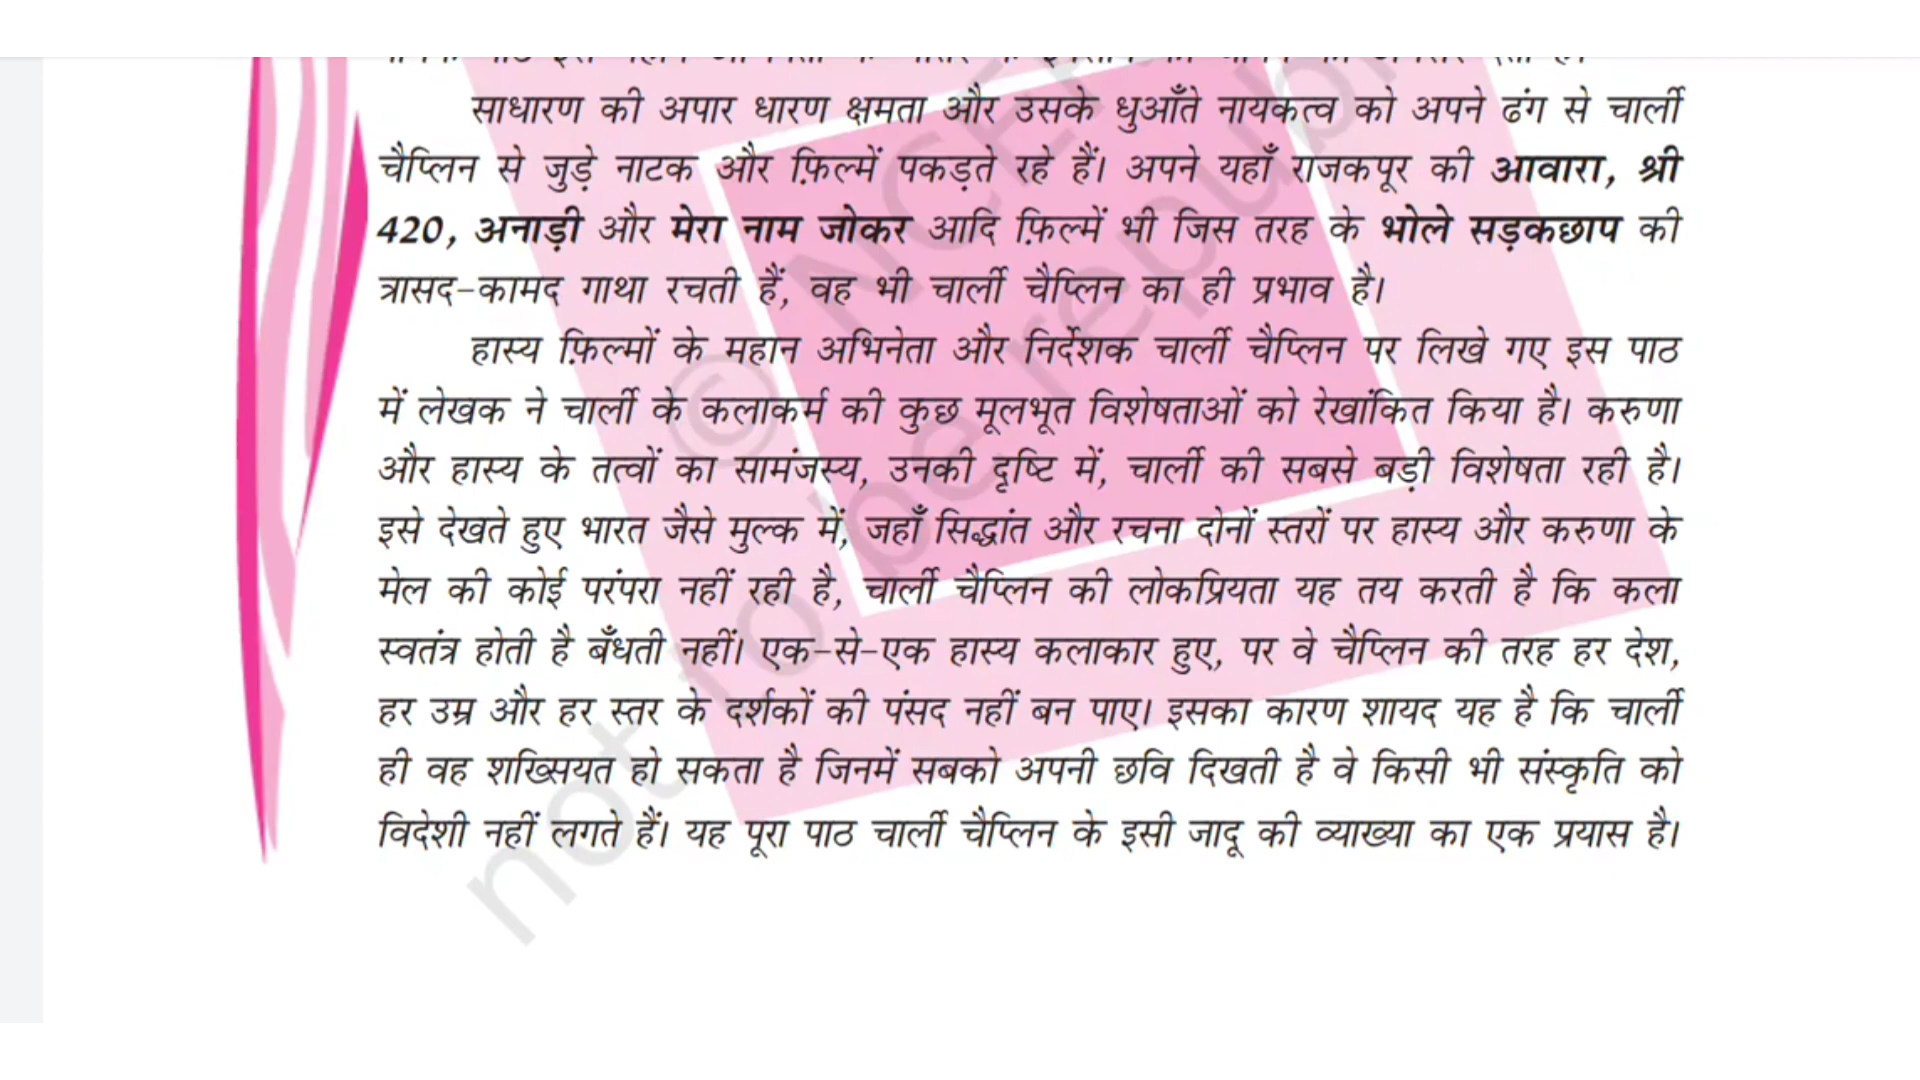 साधारण की अपार धारण क्षमता और उसके धुआँते नायकत्व को अपने ढंग से चार्ली
चैप्लिन से जुड़े नाटक और फ़िल्में पकड़ते रहे हैं। अपने यहाँ राजकपूर की आवारा, श्री
420, अनाड़ी और मेरा नाम जोकर आदि फ़िल्में भी जिस तरह के भोले सड़कछाप की
त्रासद-कामद गाथा रचती हैं, वह भी चार्ली चैप्लिन का ही प्रभाव है।
हास्य फ़िल्मों के महान अभिनेता और निर्देशक चार्ली चैप्लिन पर लिखे गए इस पाठ
में लेखक ने चार्ली के कलाकर्म की कुछ मूलभूत विशेषताओं को रेखांकित किया है। करुणा
और हास्य के तत्वों का सामंजस्य, उनकी दृष्टि में, चार्ली की सबसे बड़ी विशेषता रही है।
इसे देखते हुए भारत जैसे मुल्क में, जहाँ सिद्धांत और रचना दोनों स्तरों पर हास्य और करुणा के
मेल की कोई परंपरा नहीं रही है, चार्ली चैप्लिन की लोकप्रियता यह तय करती है कि कला
स्वतंत्र होती है बँधती नहीं। एक-से-एक हास्य कलाकार हुए, पर वे चैप्लिन की तरह हर देश,
हर उम्र और हर स्तर के दर्शकों की पंसद नहीं बन पाए। इसका कारण शायद यह है कि चार्ली
ही वह शख्सियत हो सकता है जिनमें सबको अपनी छवि दिखती है वे किसी भी संस्कृति को
विदेशी नहीं लगते हैं। यह पूरा पाठ चार्ली चैप्लिन के इसी जादू की व्याख्या का एक प्रयास है।
not to be republ
© NCE